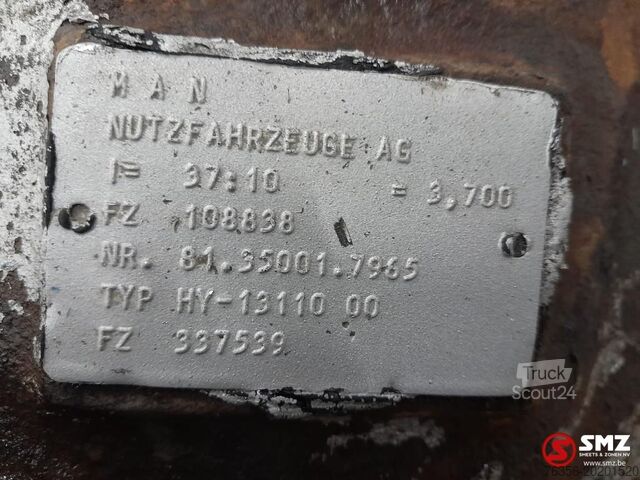 M A N
NUTZFAHRZEUGE AG
I= 37:10 = 3,700
FZ 108838
NR. 81.35001.7965
TYP HY-13110 00
FZ 337539
Truck
Scout24
SMZ
SHEETS & ZONEN NV
www.smz.be